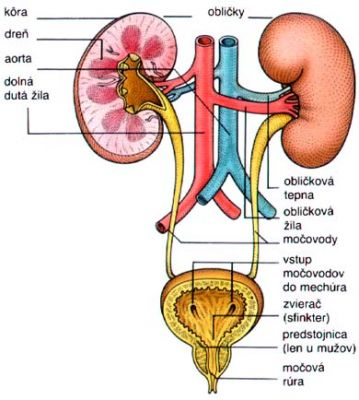 kôra
dreň
aorta
dolná
dutá žila
obličky
obličková
tepna
obličková
žila
močovody
vstup
močovodov
do mechúra
zvierač
(sfinkter)
predstojnica
(len u mužov)
močová
rúra